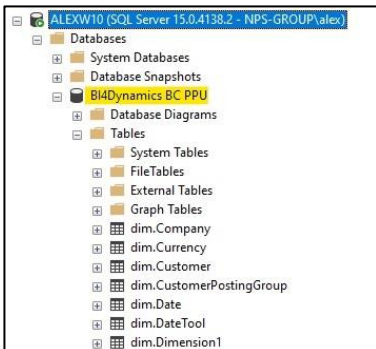 ALEXW10 (SQL Server 15.0.4138.2 - NPS-GROUP\alex)
Databases
System Databases
Database Snapshots
BI4Dynamics BC PPU
Database Diagrams
Tables
System Tables
FileTables
External Tables
Graph Tables
dim.Company
dim.Currency
dim.Customer
dim.CustomerPostingGroup
dim.Date
dim.DateTool
dim.Dimension1